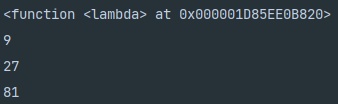 <function <lambda> at 0x000001D85EE0B820>
9
27
81